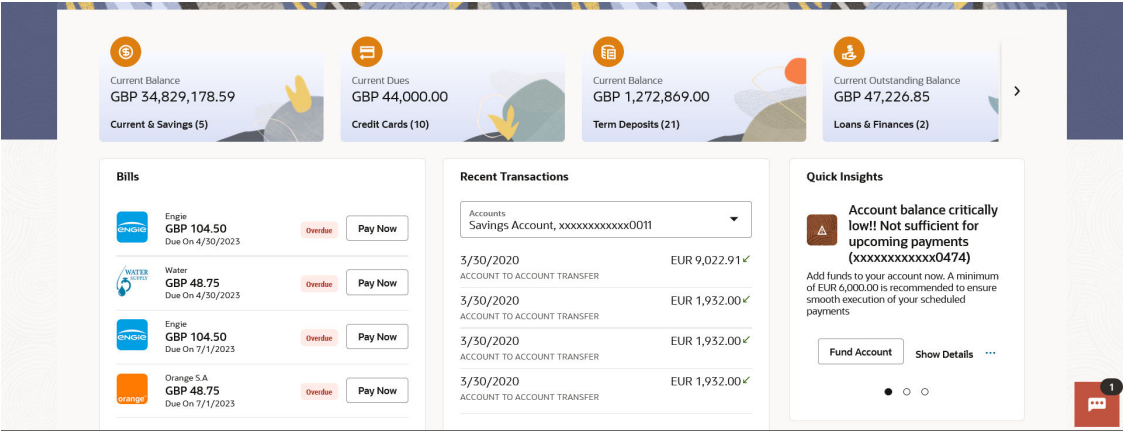 Current Balance
GBP 34,829,178.59
Current & Savings (5)
Current Dues
GBP 44,000.00
Credit Cards (10)
Current Balance
GBP 1,272,869.00
Term Deposits (21)
Current Outstanding Balance
GBP 47,226.85
Loans & Finances (2)
Bills
ENGIE
Engie
GBP 104.50
Due On 4/30/2023
Overdue
Pay Now
WATER
SUPPLY
Water
GBP 48.75
Due On 4/30/2023
Overdue
Pay Now
ENGIE
Engie
GBP 104.50
Due On 7/1/2023
Overdue
Pay Now
orange
Orange S.A
GBP 48.75
Due On 7/1/2023
Overdue
Pay Now
Recent Transactions
Accounts
Savings Account, xxxxxxxxxxxx0011
3/30/2020 EUR 9,022.91
ACCOUNT TO ACCOUNT TRANSFER
3/30/2020 EUR 1,932.00
ACCOUNT TO ACCOUNT TRANSFER
3/30/2020 EUR 1,932.00
ACCOUNT TO ACCOUNT TRANSFER
3/30/2020 EUR 1,932.00
ACCOUNT TO ACCOUNT TRANSFER
Quick Insights
Account balance critically
low!! Not sufficient for
upcoming payments
(xxxxxxxxxxxx0474)
Add funds to your account now. A minimum
of EUR 6,000.00 is recommended to ensure
smooth execution of your scheduled
payments
Fund Account
Show Details
1